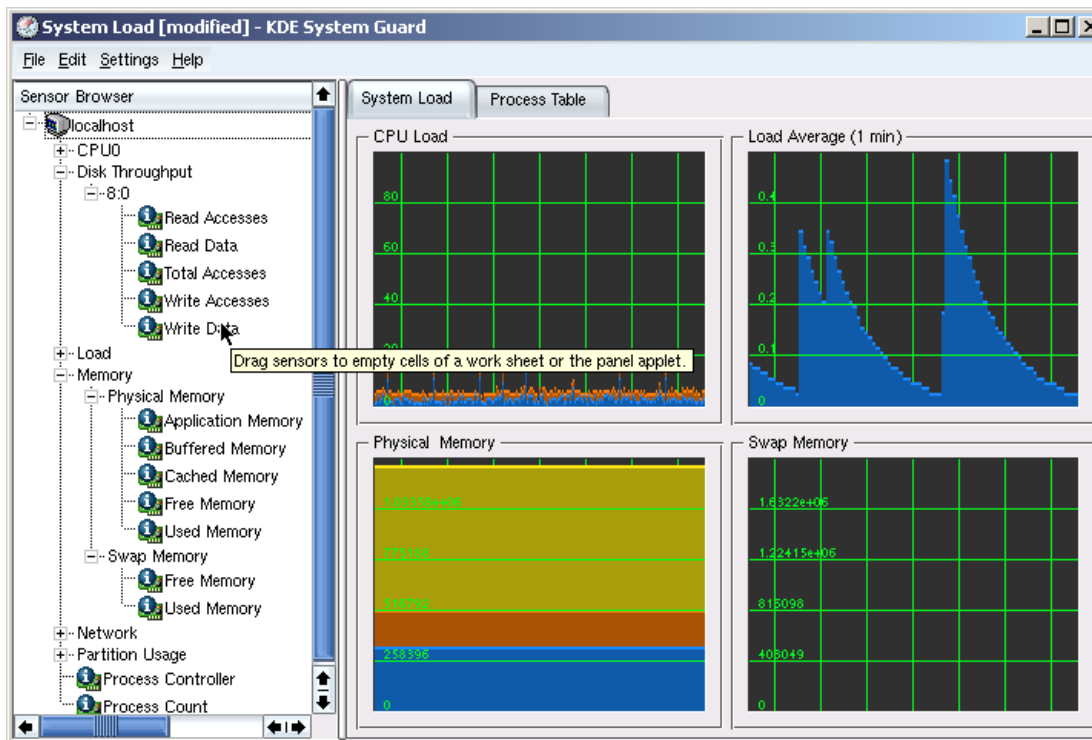 System Load [modified] - KDE System Guard
File Edit Settings Help
Sensor Browser
localhost
CPU0
Disk Throughput
8:0
Read Accesses
Read Data
Total Accesses
Write Accesses
Write Data
Load
Memory
Physical Memory
Application Memory
Buffered Memory
Cached Memory
Free Memory
Used Memory
Swap Memory
Free Memory
Used Memory
Network
Partition Usage
Process Controller
Process Count
Drag sensors to empty cells of a work sheet or the panel applet.
System Load Process Table
CPU Load
80
60
40
20
0
Load Average (1 min)
0.4
0.3
0.2
0.1
0
Physical Memory
775188
258396
0
Swap Memory
1.6322e+06
1.22415e+06
816098
408049
0